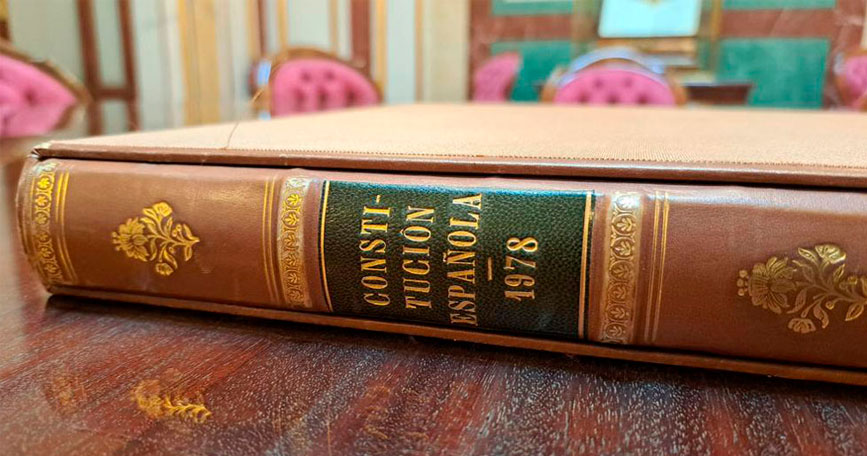 CONSTI-
TUCIÓN
ESPAÑOLA
1978